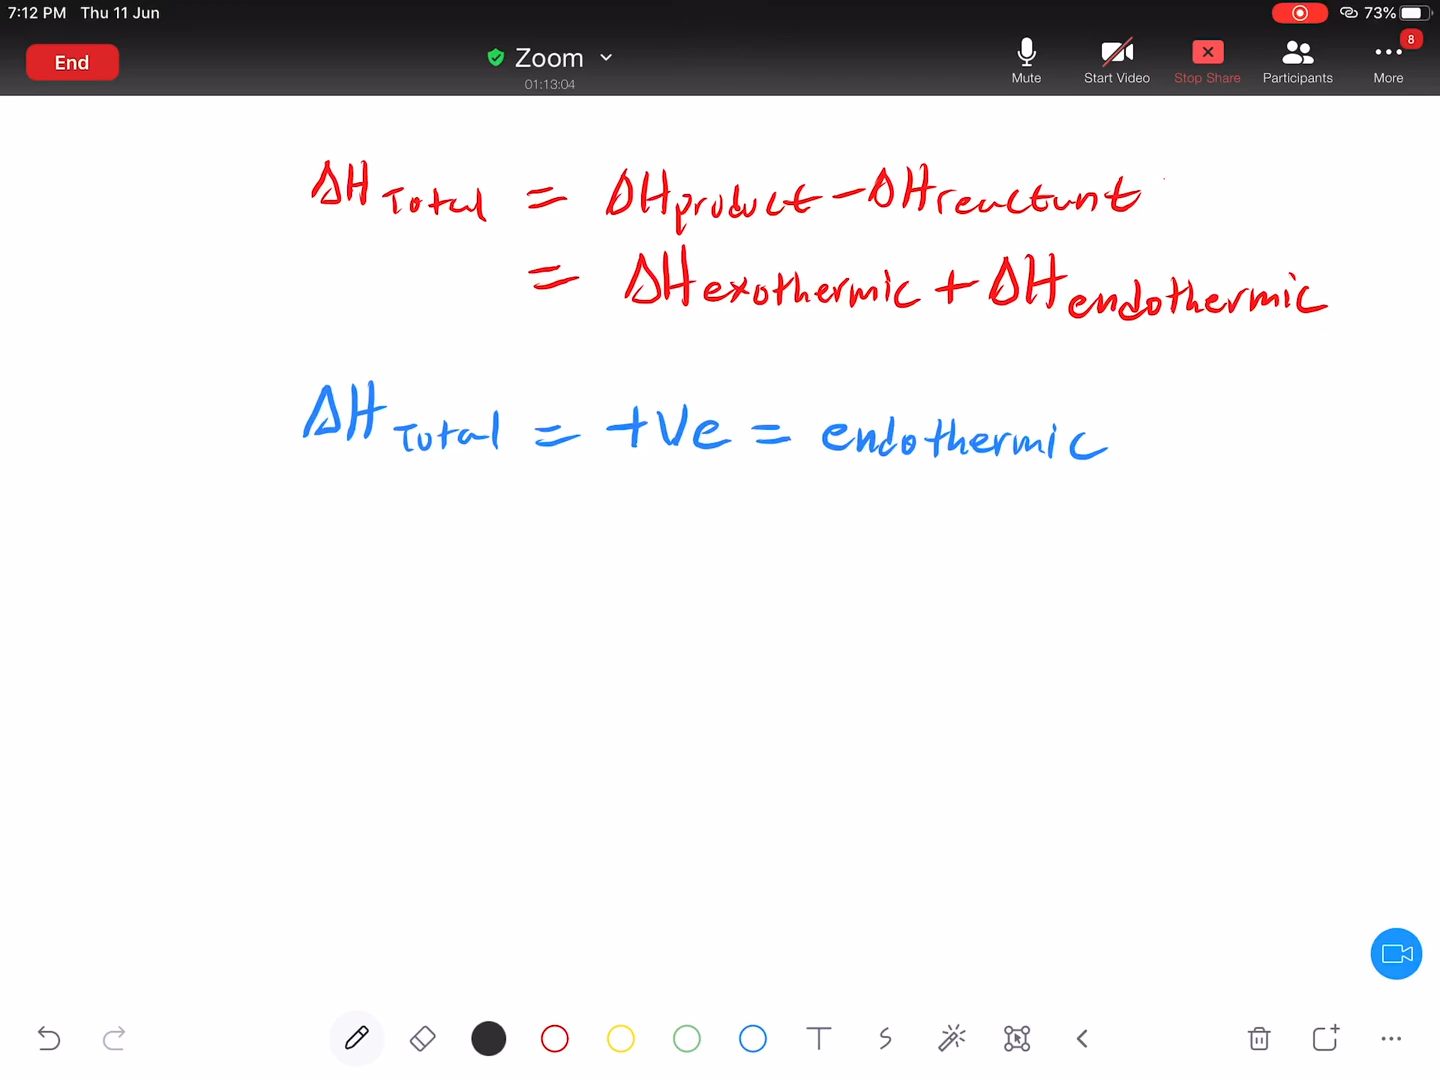 7:12 PM Thu 11 Jun 73%
End Zoom 01:13:04 Mute Start Video Stop Share Participants More 8
ΔH Total = ΔHproduct - ΔHreactant
= ΔHexothermic + ΔHendothermic
ΔH Total = +ve = endothermic
T